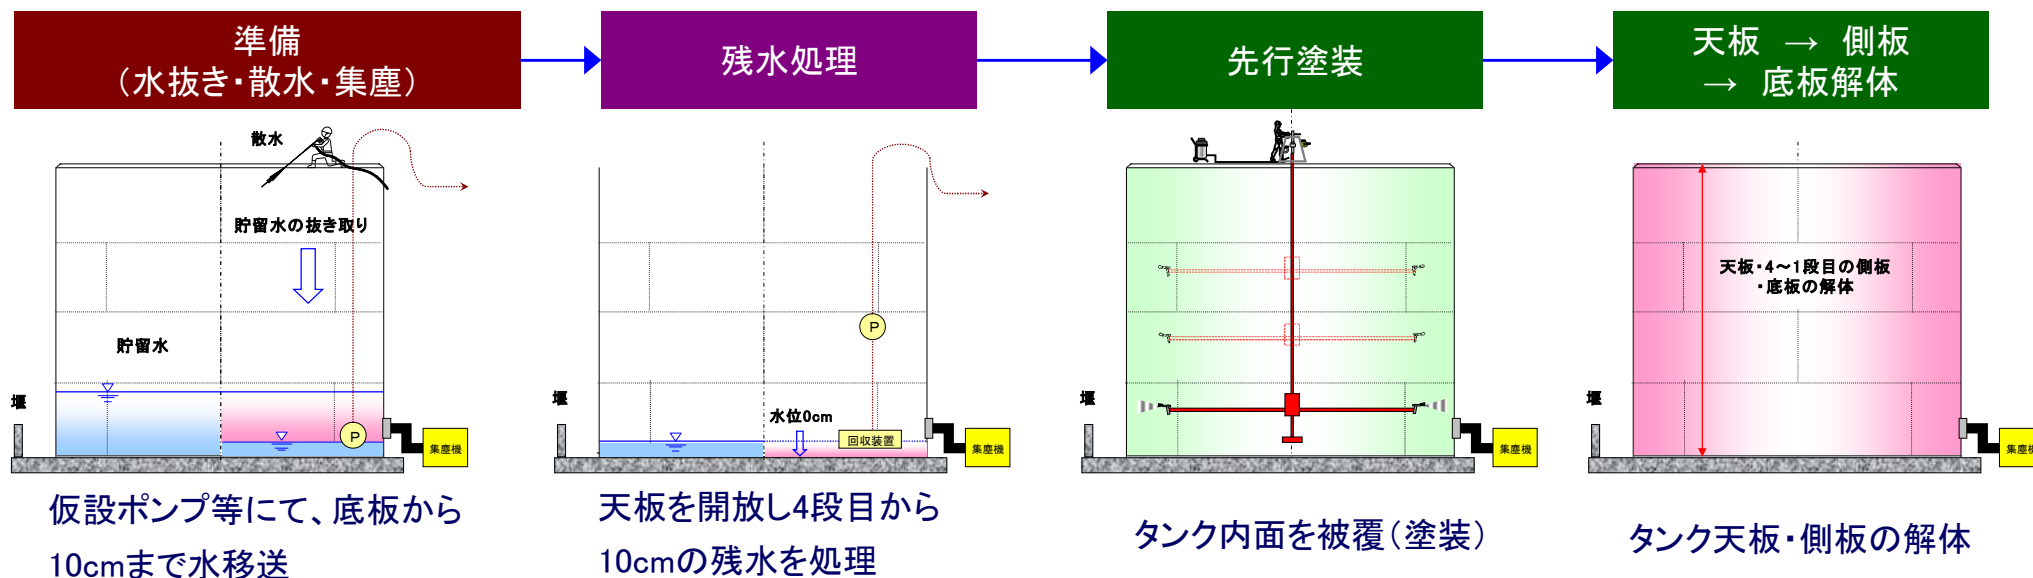 準備
（水抜き・散水・集塵）
残水処理
先行塗装
天板 → 側板
→ 底板解体
散水
貯留水の抜き取り
貯留水
堰
P
集塵機
仮設ポンプ等にて、底板から
10cmまで水移送
P
堰
水位0cm
回収装置
集塵機
天板を開放し4段目から
10cmの残水を処理
堰
集塵機
タンク内面を被覆（塗装）
天板・4～1段目の側板
・底板の解体
堰
集塵機
タンク天板・側板の解体